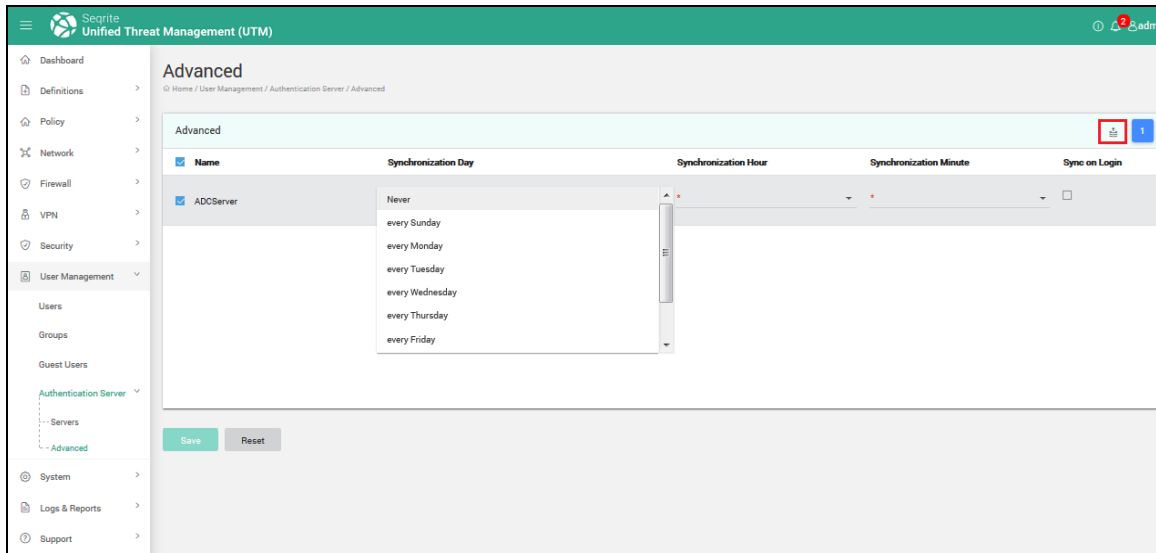 Seqrite
Unified Threat Management (UTM)
2
adm
Dashboard
Definitions
Policy
Network
Firewall
VPN
Security
User Management
Users
Groups
Guest Users
Authentication Server
Servers
Advanced
System
Logs & Reports
Support
Advanced
Home / User Management / Authentication Server / Advanced
Advanced
1
Name Synchronization Day Synchronization Hour Synchronization Minute Sync on Login
ADCServer * *
Never
every Sunday
every Monday
every Tuesday
every Wednesday
every Thursday
every Friday
Save Reset